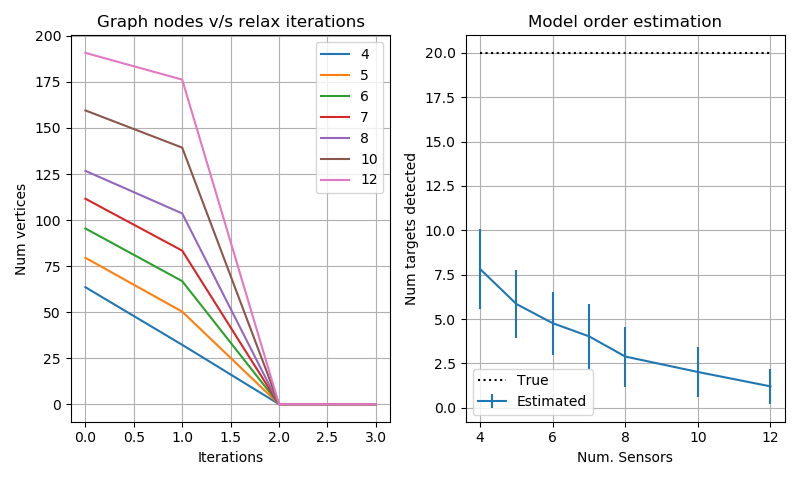 Graph nodes v/s relax iterations
Num vertices
200
175
150
125
100
75
50
25
0
0.0 0.5 1.0 1.5 2.0 2.5 3.0
Iterations
4
5
6
7
8
10
12
Model order estimation
Num targets detected
20.0
17.5
15.0
12.5
10.0
7.5
5.0
2.5
0.0
4 6 8 10 12
Num. Sensors
True
Estimated